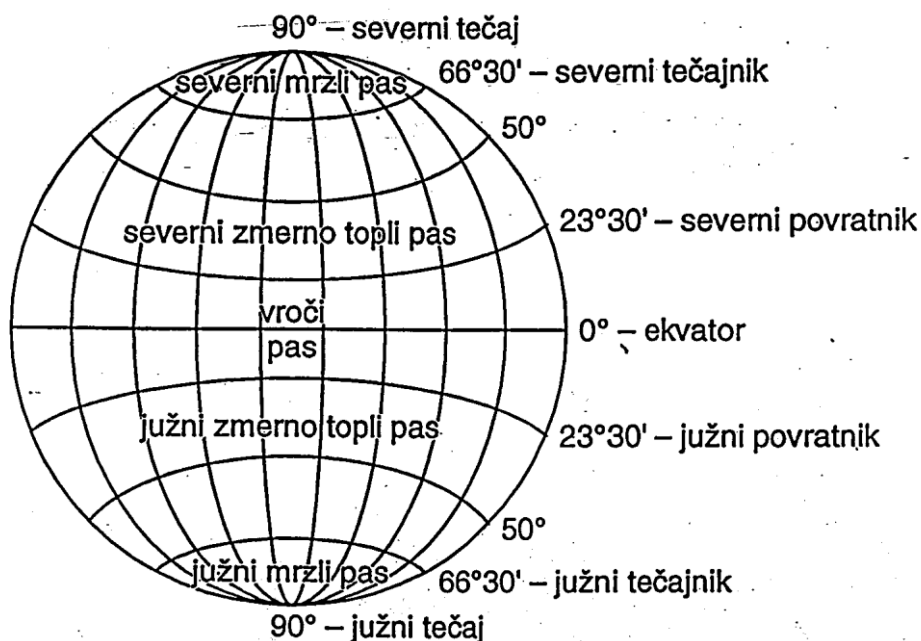 90° – severni tečaj
severni mrzli pas
66°30' – severni tečajnik
50°
23°30' – severni povratnik
severni zmerno topli pas
vroči
pas
0° – ekvator
južni zmerno topli pas
23°30' – južni povratnik
50°
južni mrzli pas
66°30' – južni tečajnik
90° – južni tečaj